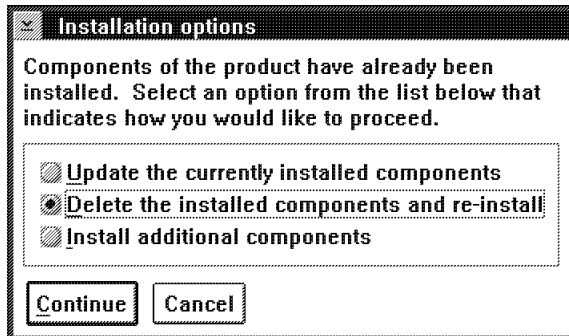 Installation options
Components of the product have already been
installed. Select an option from the list below that
indicates how you would like to proceed.
Update the currently installed components
Delete the installed components and re-install
Install additional components
Continue Cancel